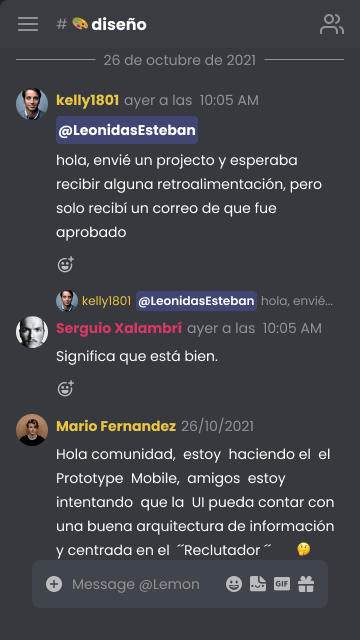 # 🎨diseño
26 de octubre de 2021
kelly1801 ayer a las 10:05 AM
@LeonidasEsteban
hola, envié un projecto y esperaba
recibir alguna retroalimentación, pero
solo recibí un correo de que fue
aprobado
kelly1801 @LeonidasEsteban hola, envié...
Serguio Xalambrí ayer a las 10:05 AM
Significa que está bien.
Mario Fernandez 26/10/2021
Hola comunidad, estoy haciendo el el
Prototype Mobile, amigos estoy
intentando que la UI pueda contar con
una buena arquitectura de información
y centrada en el ´´Reclutador ´´ 🤔
Message @Lemon GIF